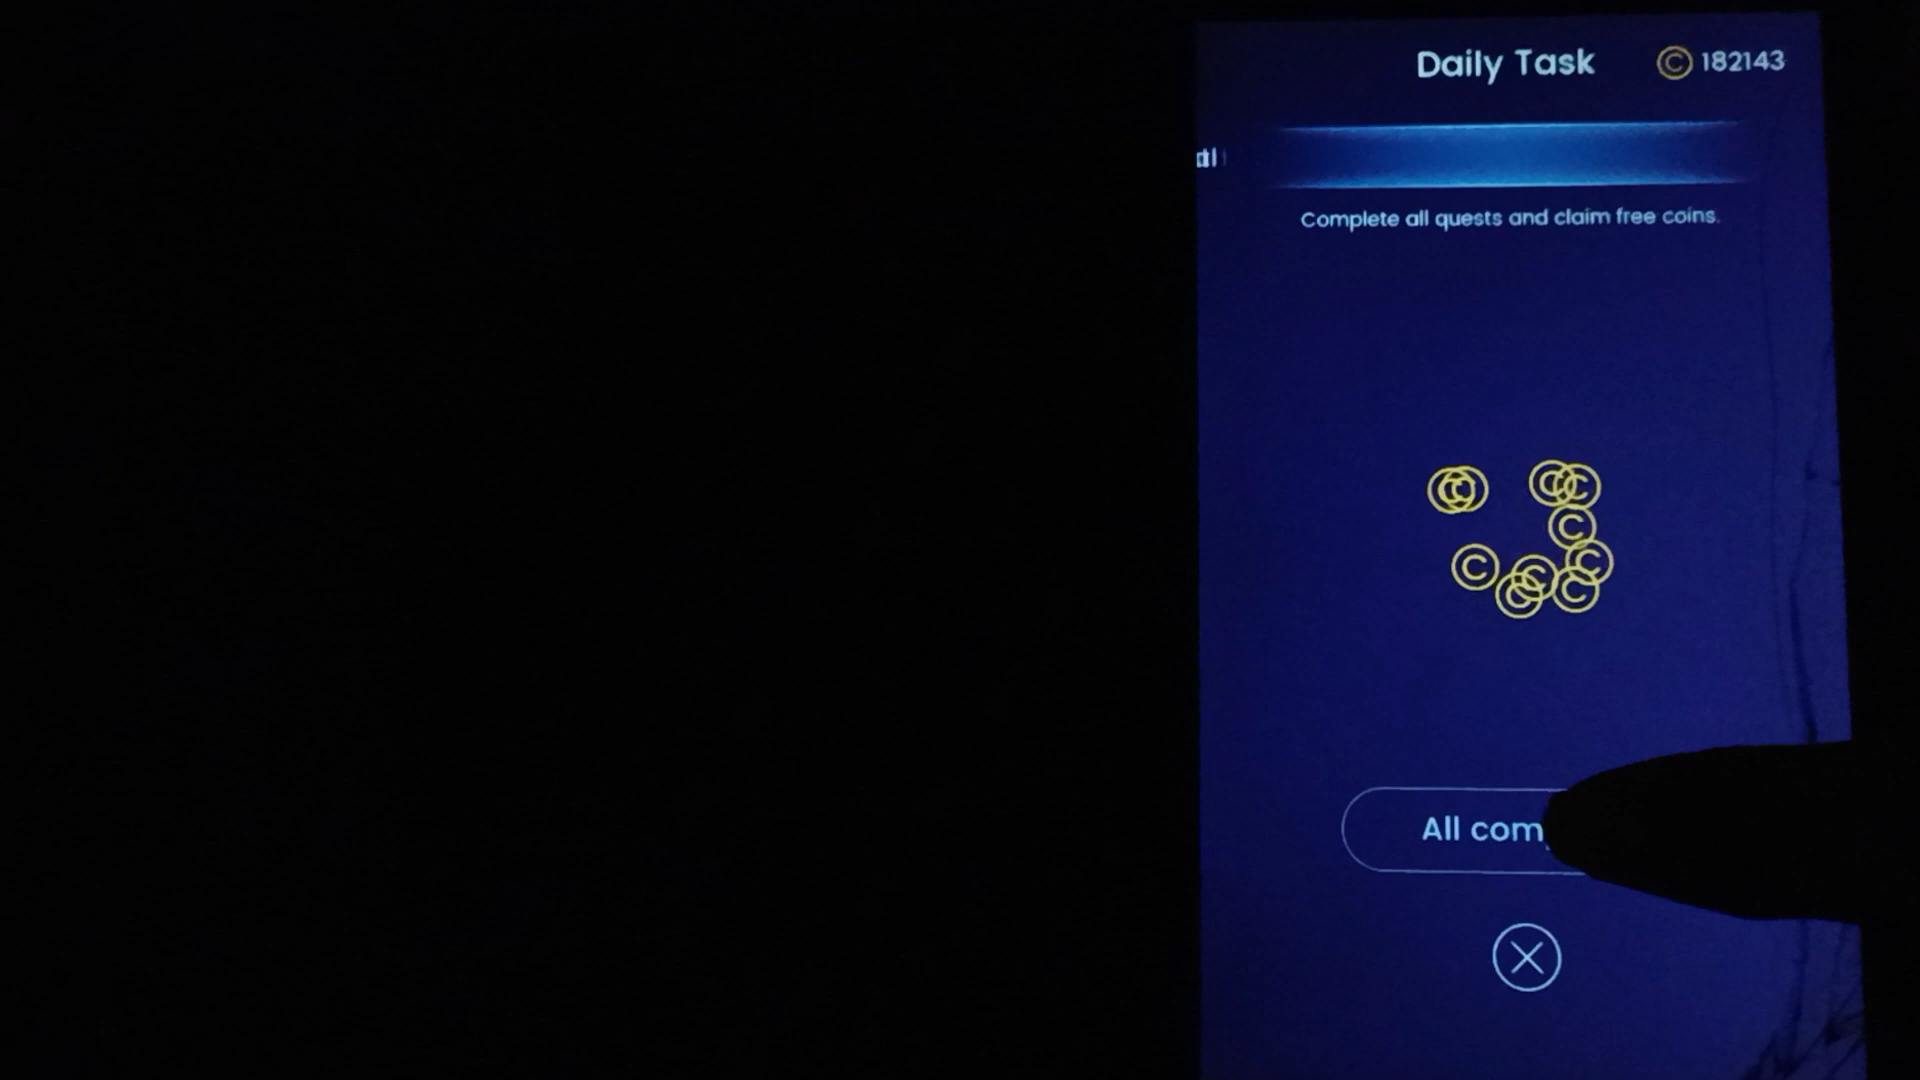 Daily Task
182143
Complete all quests and claim free coins.
All com